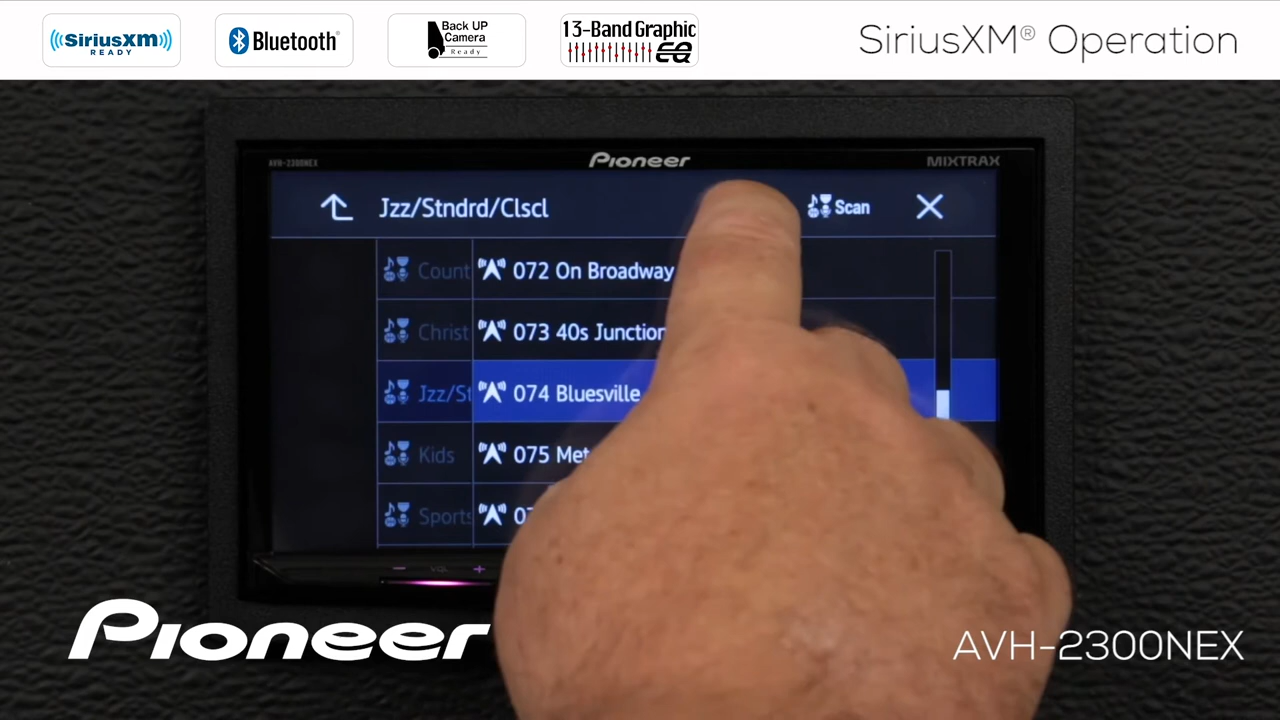 ((SiriusXM))
READY
Bluetooth®
Back UP
Camera
Ready
13-Band Graphic
EQ
SiriusXM® Operation
AVH-2300NEX
Pioneer
MIXTRAX
Jzz/Stndrd/Clscl
Scan
Count
072 On Broadway
Christ
073 40s Junction
Jzz/St
074 Bluesville
Kids
075 Met
Sports
VOL
Pioneer
AVH-2300NEX